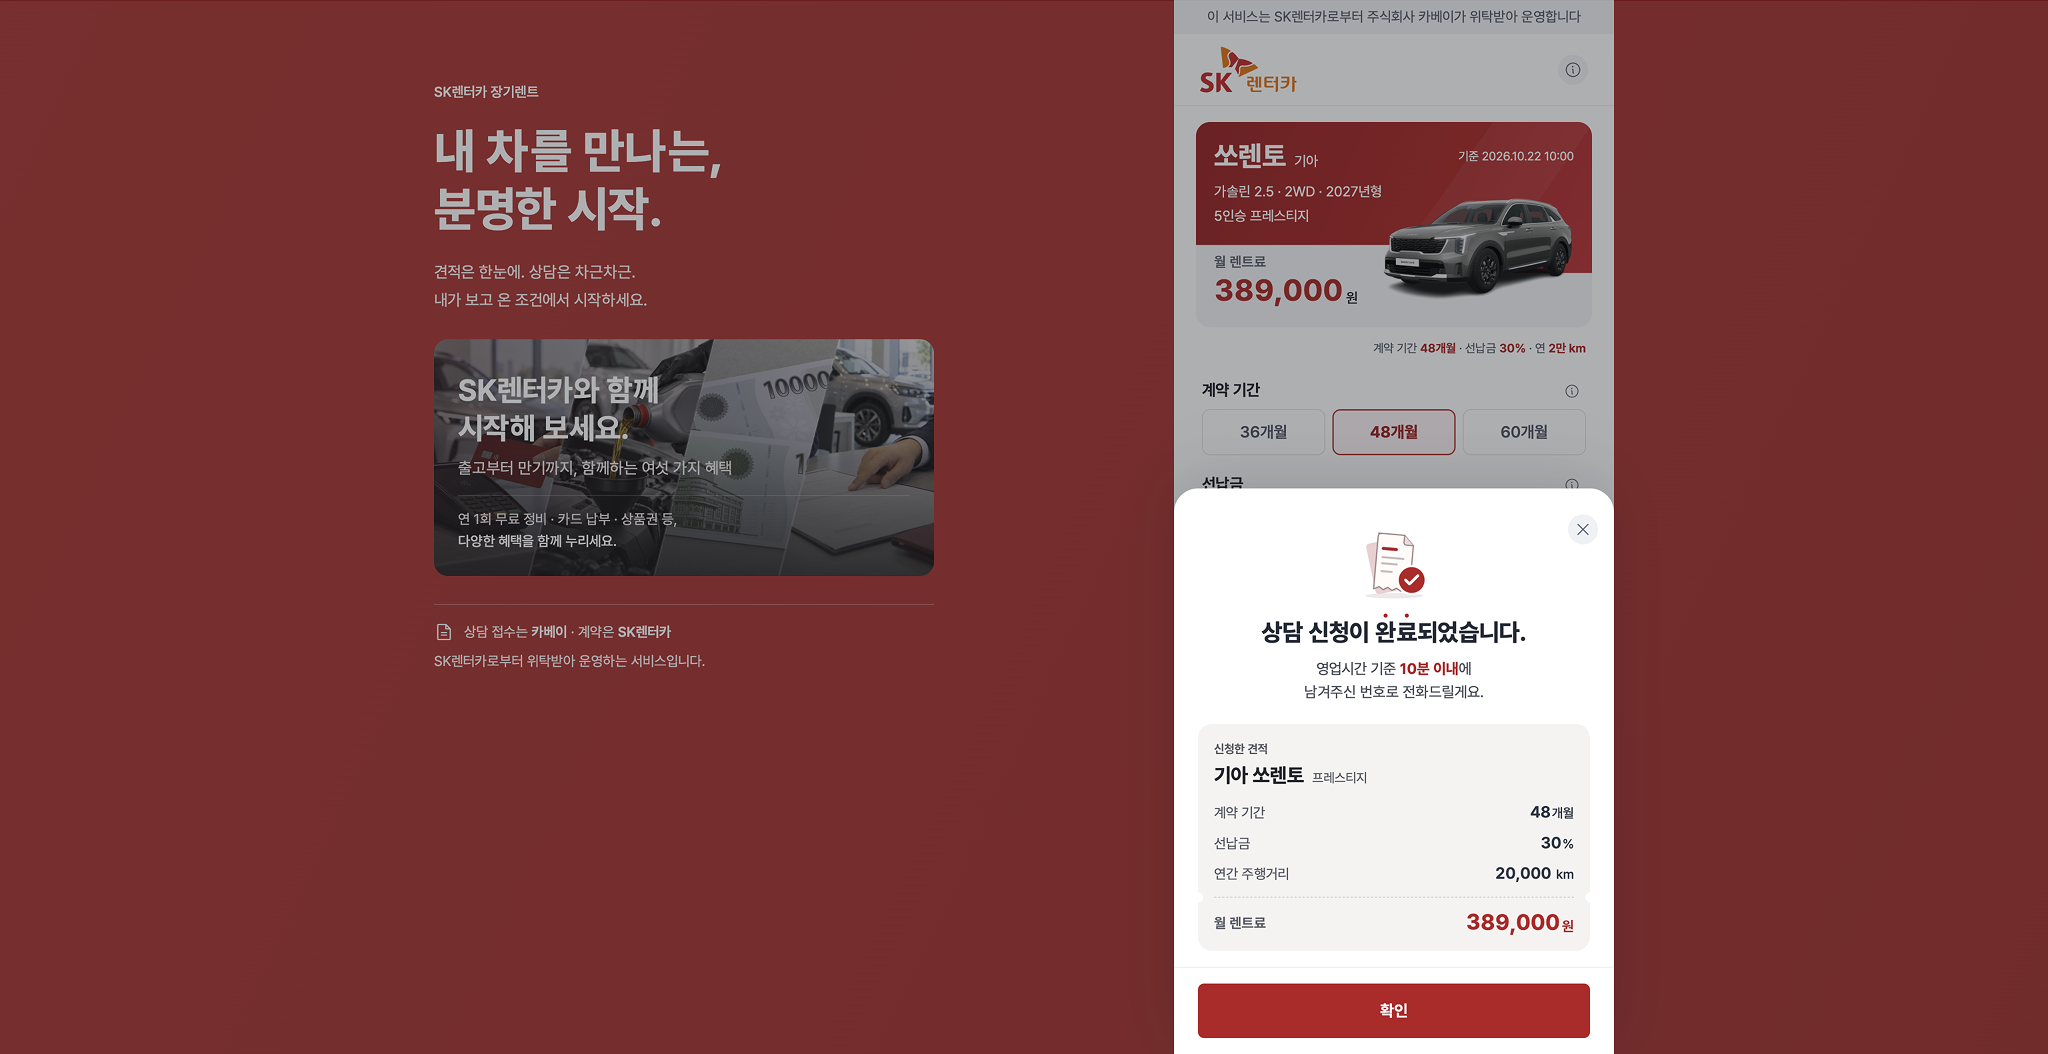 SK렌터카 장기렌트
내 차를 만나는,
분명한 시작.
견적은 한눈에. 상담은 차근차근.
내가 보고 온 조건에서 시작하세요.
SK렌터카와 함께
시작해 보세요.
출고부터 만기까지, 함께하는 여섯 가지 혜택
연 1회 무료 정비 · 카드 납부 · 상품권 등,
다양한 혜택을 함께 누리세요.
10000
상담 접수는 카베이 · 계약은 SK렌터카
SK렌터카로부터 위탁받아 운영하는 서비스입니다.
이 서비스는 SK렌터카로부터 주식회사 카베이가 위탁받아 운영합니다
SK 렌터카
쏘렌토 기아
기준 2026.10.22 10:00
가솔린 2.5 · 2WD · 2027년형
5인승 프레스티지
월 렌트료
389,000 원
계약 기간 48개월 · 선납금 30% · 연 2만 km
계약 기간
36개월
48개월
60개월
선납금
상담 신청이 완료되었습니다.
영업시간 기준 10분 이내에
남겨주신 번호로 전화드릴게요.
신청한 견적
기아 쏘렌토 프레스티지
계약 기간 48개월
선납금 30%
연간 주행거리 20,000 km
월 렌트료 389,000원
확인